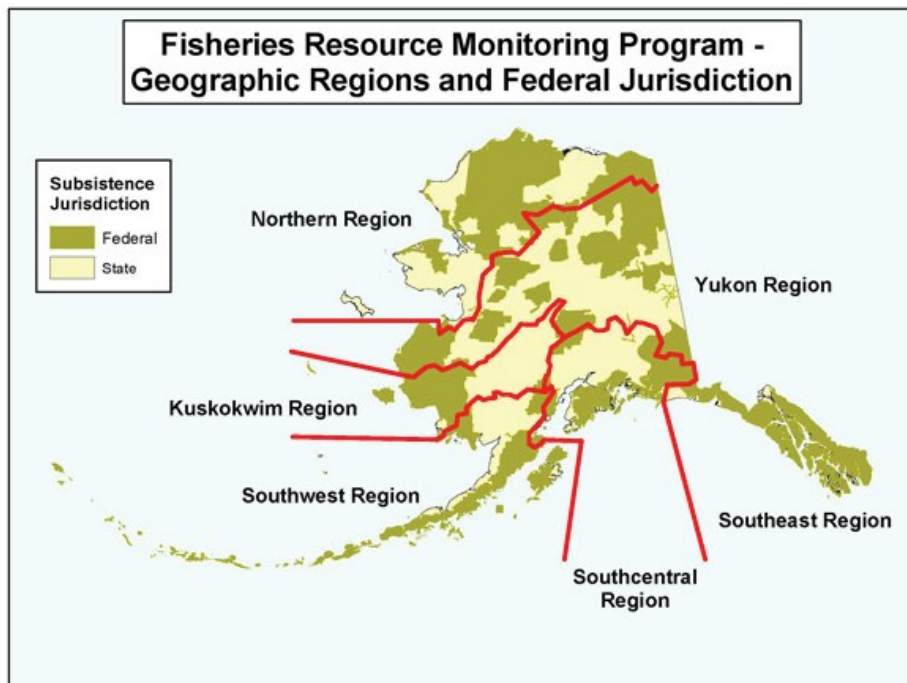 Fisheries Resource Monitoring Program -
Geographic Regions and Federal Jurisdiction
Subsistence
Jurisdiction
Federal
State
Northern Region
Yukon Region
Kuskokwim Region
Southwest Region
Southeast Region
Southcentral
Region